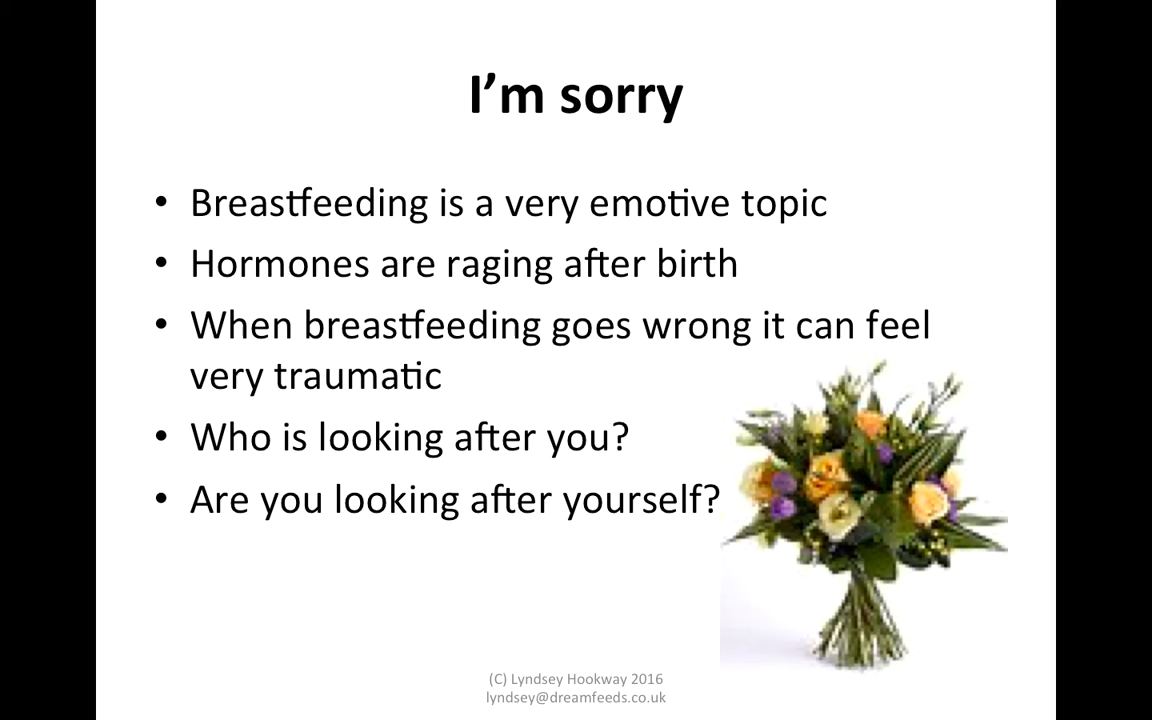 I’m sorry
• Breastfeeding is a very emotive topic
• Hormones are raging after birth
• When breastfeeding goes wrong it can feel
very traumatic
• Who is looking after you?
• Are you looking after yourself?
(C) Lyndsey Hookway 2016
lyndsey@dreamfeeds.co.uk